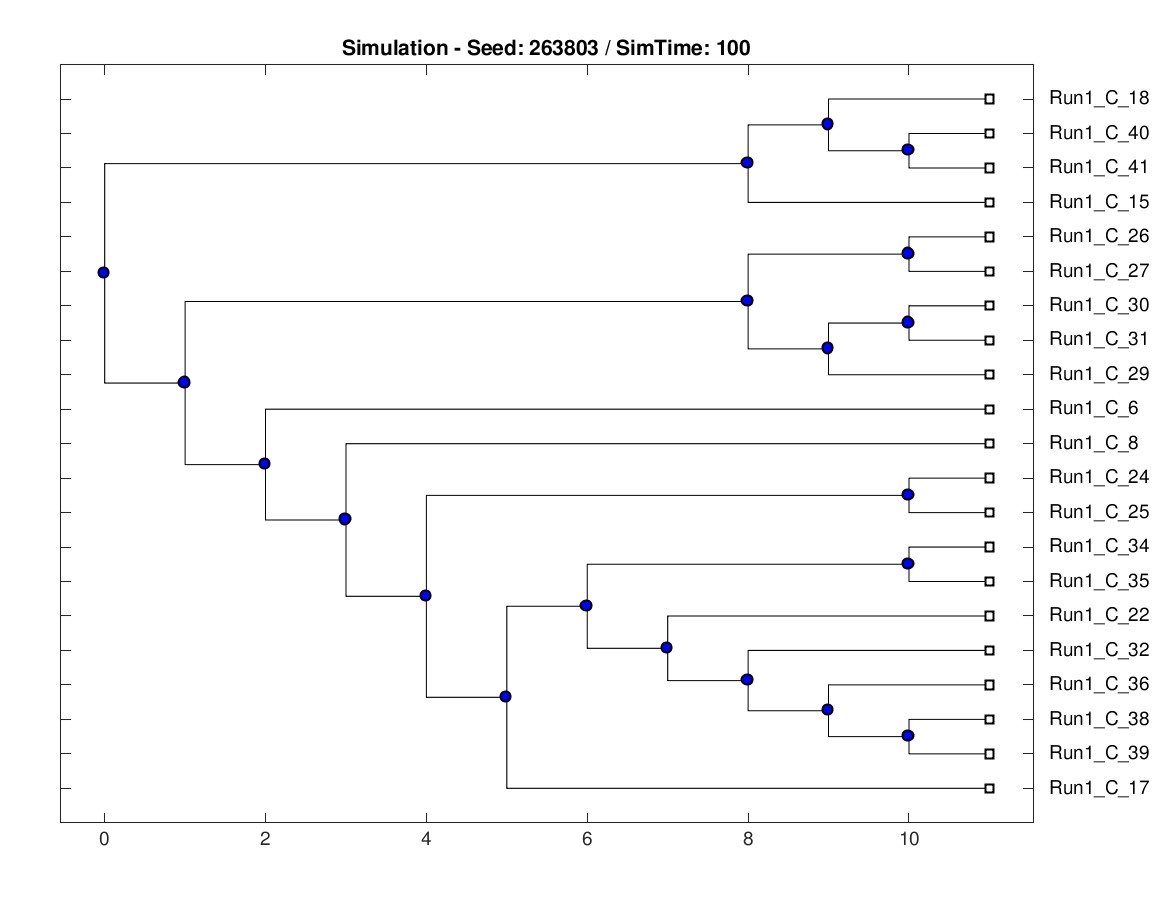 Simulation - Seed: 263803 / SimTime: 100
Run1_C_18
Run1_C_40
Run1_C_41
Run1_C_15
Run1_C_26
Run1_C_27
Run1_C_30
Run1_C_31
Run1_C_29
Run1_C_6
Run1_C_8
Run1_C_24
Run1_C_25
Run1_C_34
Run1_C_35
Run1_C_22
Run1_C_32
Run1_C_36
Run1_C_38
Run1_C_39
Run1_C_17
0 2 4 6 8 10